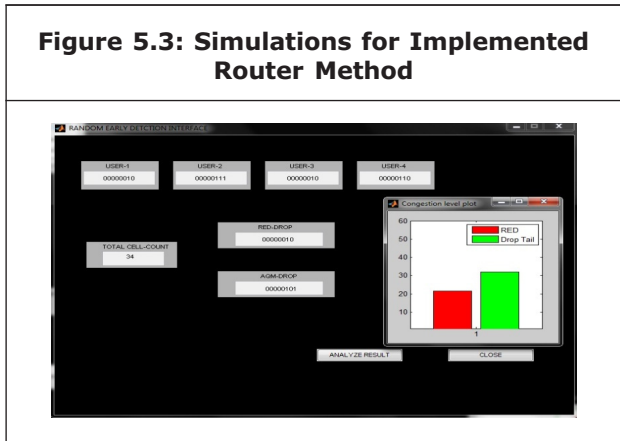 Figure 5.3: Simulations for Implemented
Router Method
RANDOM EARLY DETCTION INTERFACE
USER-1
USER-2
USER-3
USER-4
00000010
00000111
00000010
00000110
TOTAL CELL-COUNT
34
RED-DROP
00000010
AQM-DROP
00000101
Congestion level plot
60
50
40
30
20
10
1
RED
Drop Tail
ANALYZE RESULT
CLOSE